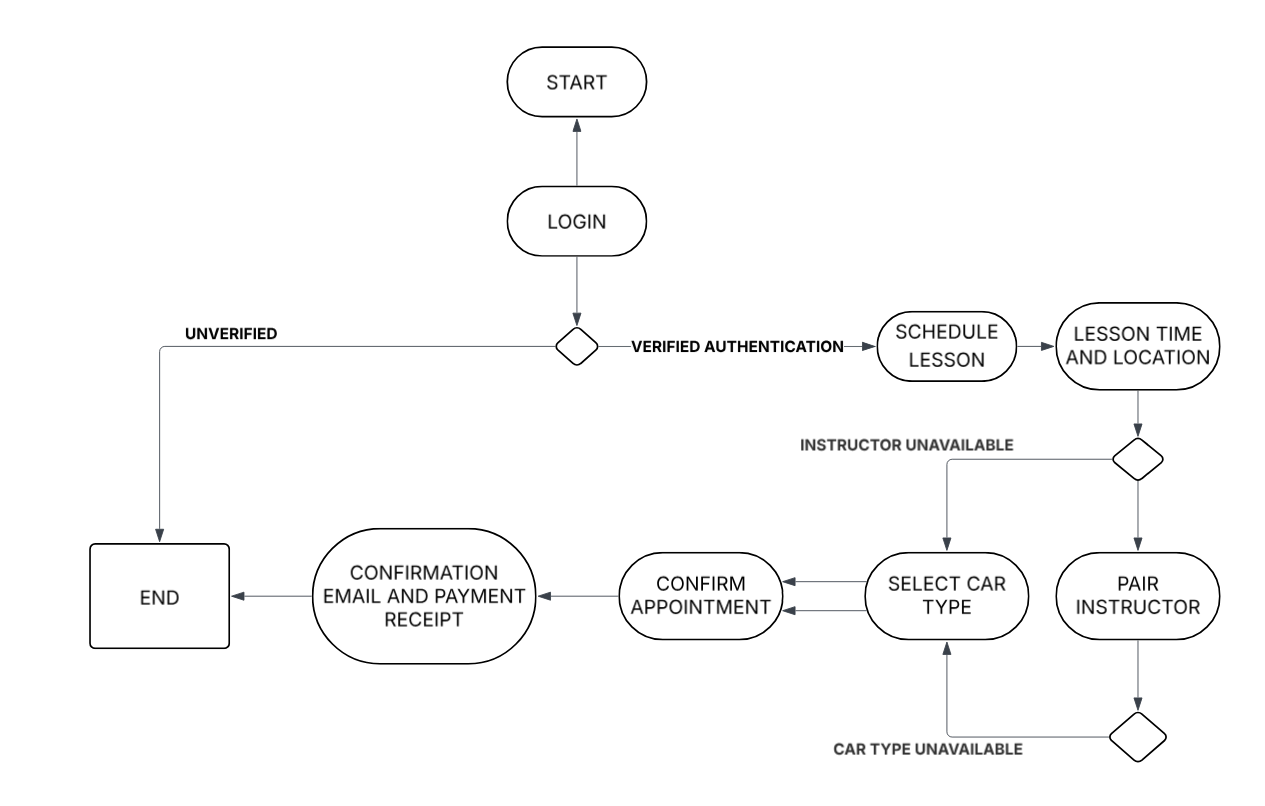 START
LOGIN
UNVERIFIED
VERIFIED AUTHENTICATION
SCHEDULE
LESSON
LESSON TIME
AND LOCATION
INSTRUCTOR UNAVAILABLE
END
CONFIRMATION
EMAIL AND PAYMENT
RECEIPT
CONFIRM
APPOINTMENT
SELECT CAR
TYPE
PAIR
INSTRUCTOR
CAR TYPE UNAVAILABLE